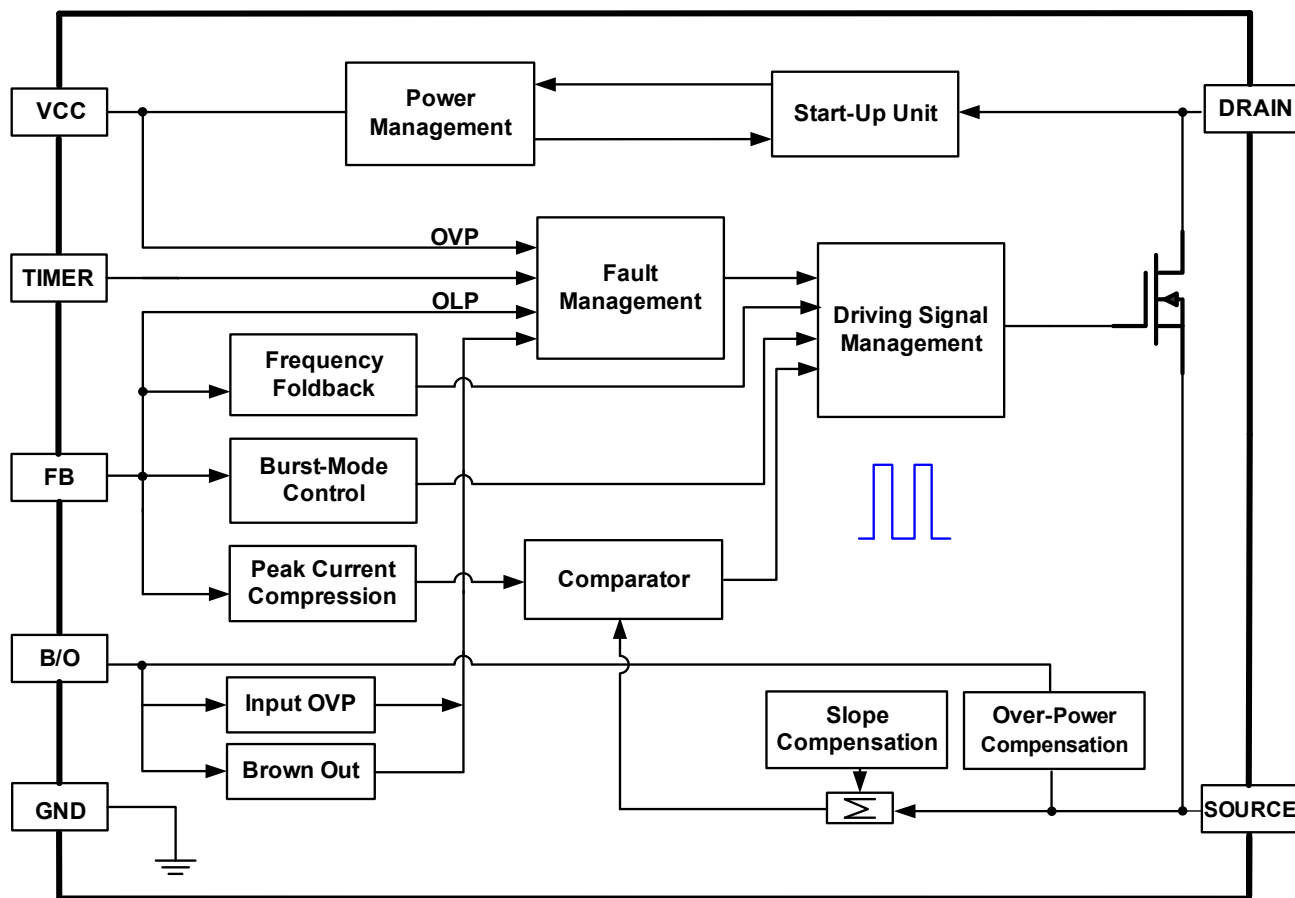 VCC
Power
Management
Start-Up Unit
DRAIN
OVP
TIMER
Fault
Management
OLP
Driving Signal
Management
Frequency
Foldback
FB
Burst-Mode
Control
Peak Current
Compression
Comparator
B/O
Input OVP
Brown Out
Slope
Compensation
Over-Power
Compensation
GND
Σ
SOURCE